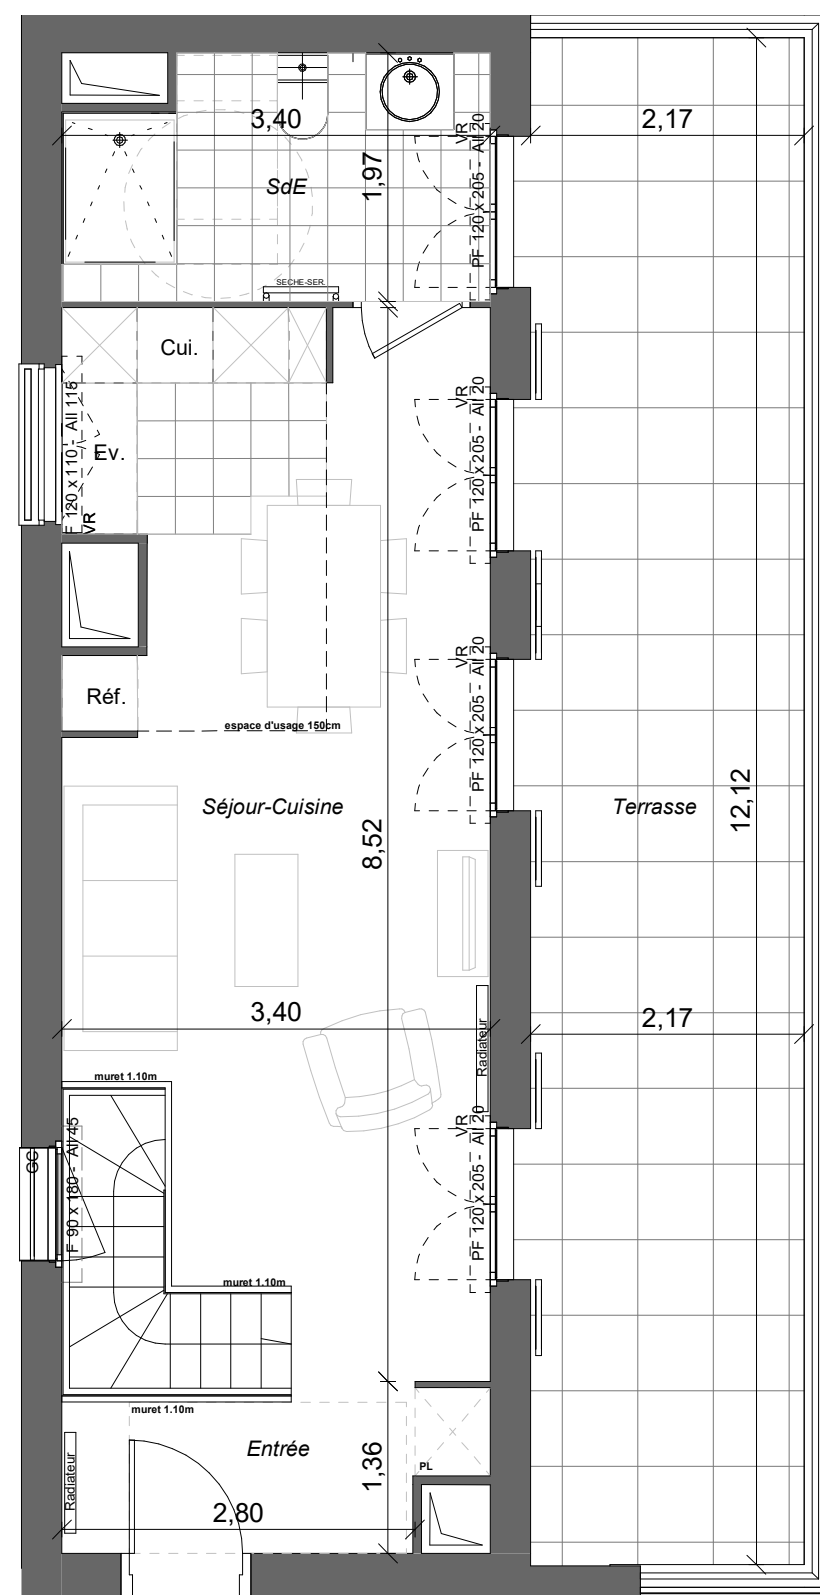 3,40
2,17
1,97
SdE
VR
PF 120 x 205 - All 20
SECHE-SER.
Cui.
Ev.
F 120 x 110 - All 115
VR
VR
PF 120 x 205 - All 20
Réf.
espace d'usage 150cm
VR
PF 120 x 205 - All 20
Séjour-Cuisine
8,52
Terrasse
12,12
3,40
2,17
Radiateur
muret 1.10m
GC
F 90 x 180 - All 45
VR
PF 120 x 205 - All 20
muret 1.10m
muret 1.10m
Entrée
1,36
PL
Radiateur
2,80